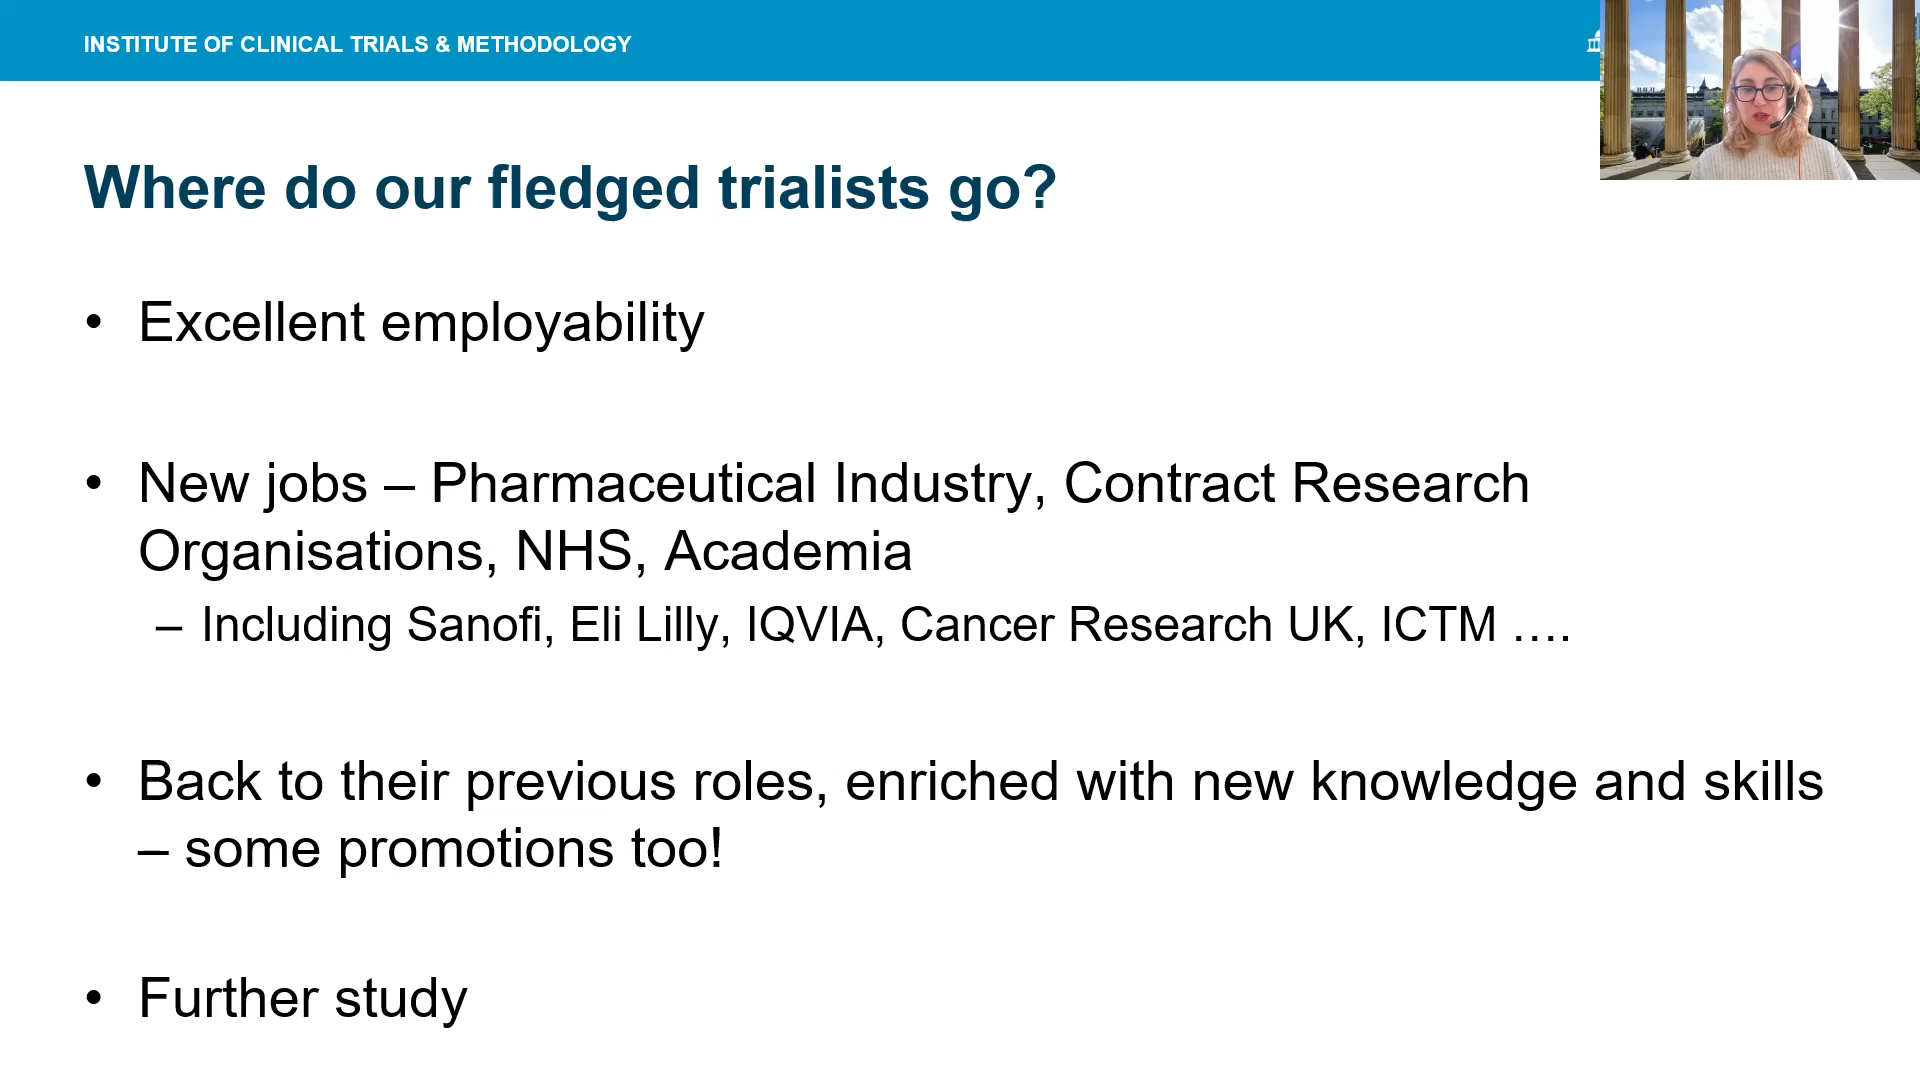 INSTITUTE OF CLINICAL TRIALS & METHODOLOGY
Where do our fledged trialists go?
• Excellent employability
• New jobs – Pharmaceutical Industry, Contract Research
Organisations, NHS, Academia
– Including Sanofi, Eli Lilly, IQVIA, Cancer Research UK, ICTM ….
• Back to their previous roles, enriched with new knowledge and skills
– some promotions too!
• Further study